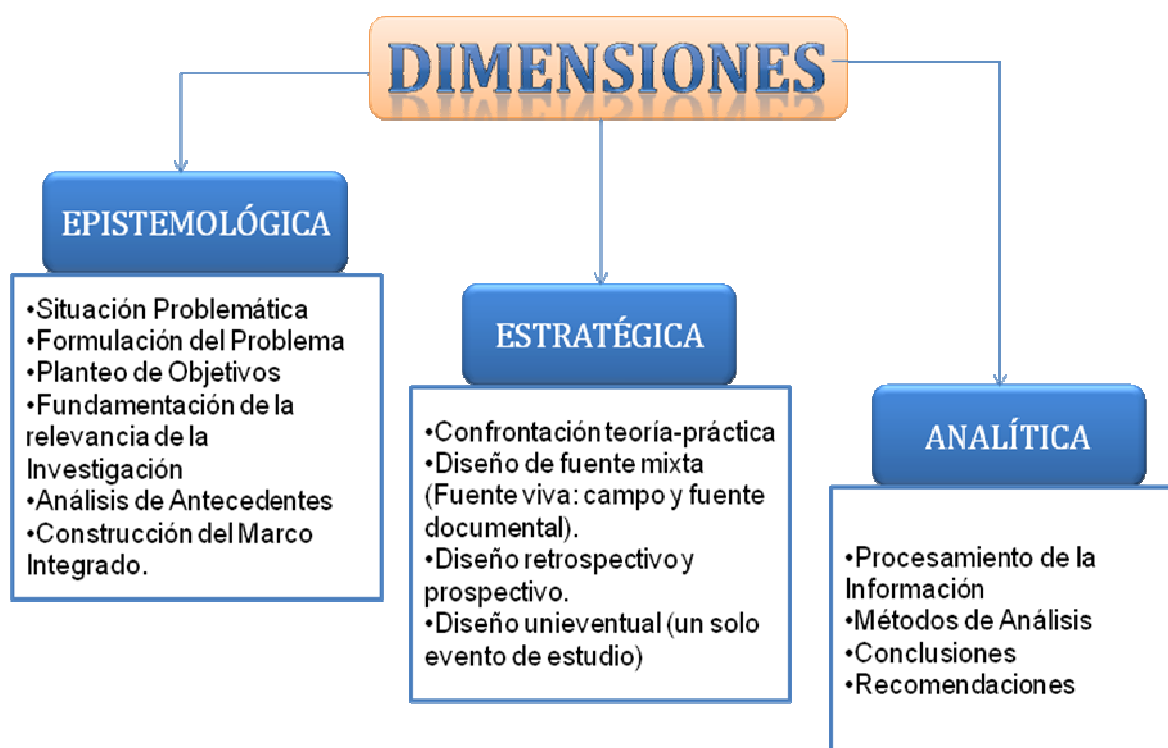 DIMENSIONES
EPISTEMOLÓGICA
•Situación Problemática
•Formulación del Problema
•Planteo de Objetivos
•Fundamentación de la
relevancia de la
Investigación
•Análisis de Antecedentes
•Construcción del Marco
Integrado.
ESTRATÉGICA
•Confrontación teoría-práctica
•Diseño de fuente mixta
(Fuente viva: campo y fuente
documental).
•Diseño retrospectivo y
prospectivo.
•Diseño unieventual (un solo
evento de estudio)
ANALÍTICA
•Procesamiento de la
Información
•Métodos de Análisis
•Conclusiones
•Recomendaciones